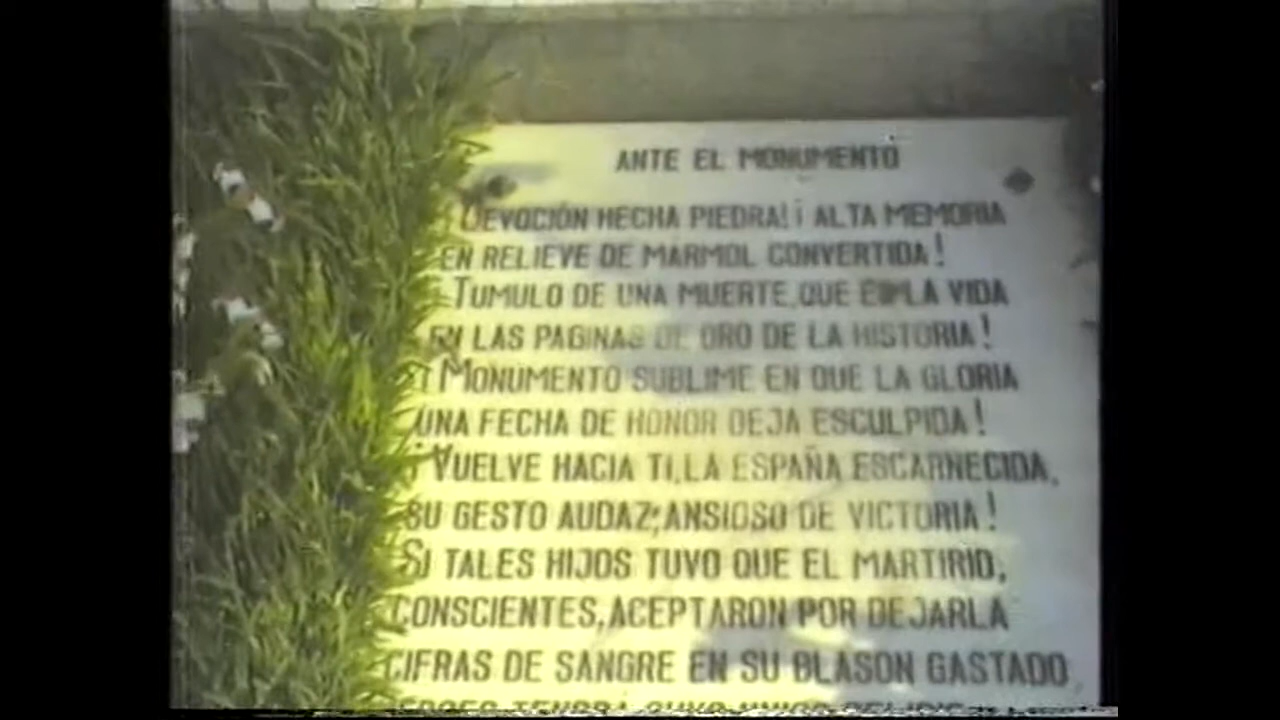 ANTE EL MONUMENTO
DEVOCIÓN HECHA PIEDRA! ¡ ALTA MEMORIA
EN RELIEVE DE MARMOL CONVERTIDA!
TUMULO DE UNA MUERTE, QUE LA VIDA
EN LAS PAGINAS DE ORO DE LA HISTORIA!
¡ MONUMENTO SUBLIME EN QUE LA GLORIA
UNA FECHA DE HONOR DEJA ESCULPIDA!
¡ VUELVE HACIA TI, LA ESPAÑA ESCARNECIDA,
SU GESTO AUDAZ; ANSIOSO DE VICTORIA!
SI TALES HIJOS TUVO QUE EL MARTIRIO,
CONSCIENTES, ACEPTARON POR DEJARLA
CIFRAS DE SANGRE EN SU BLASON GASTADO,